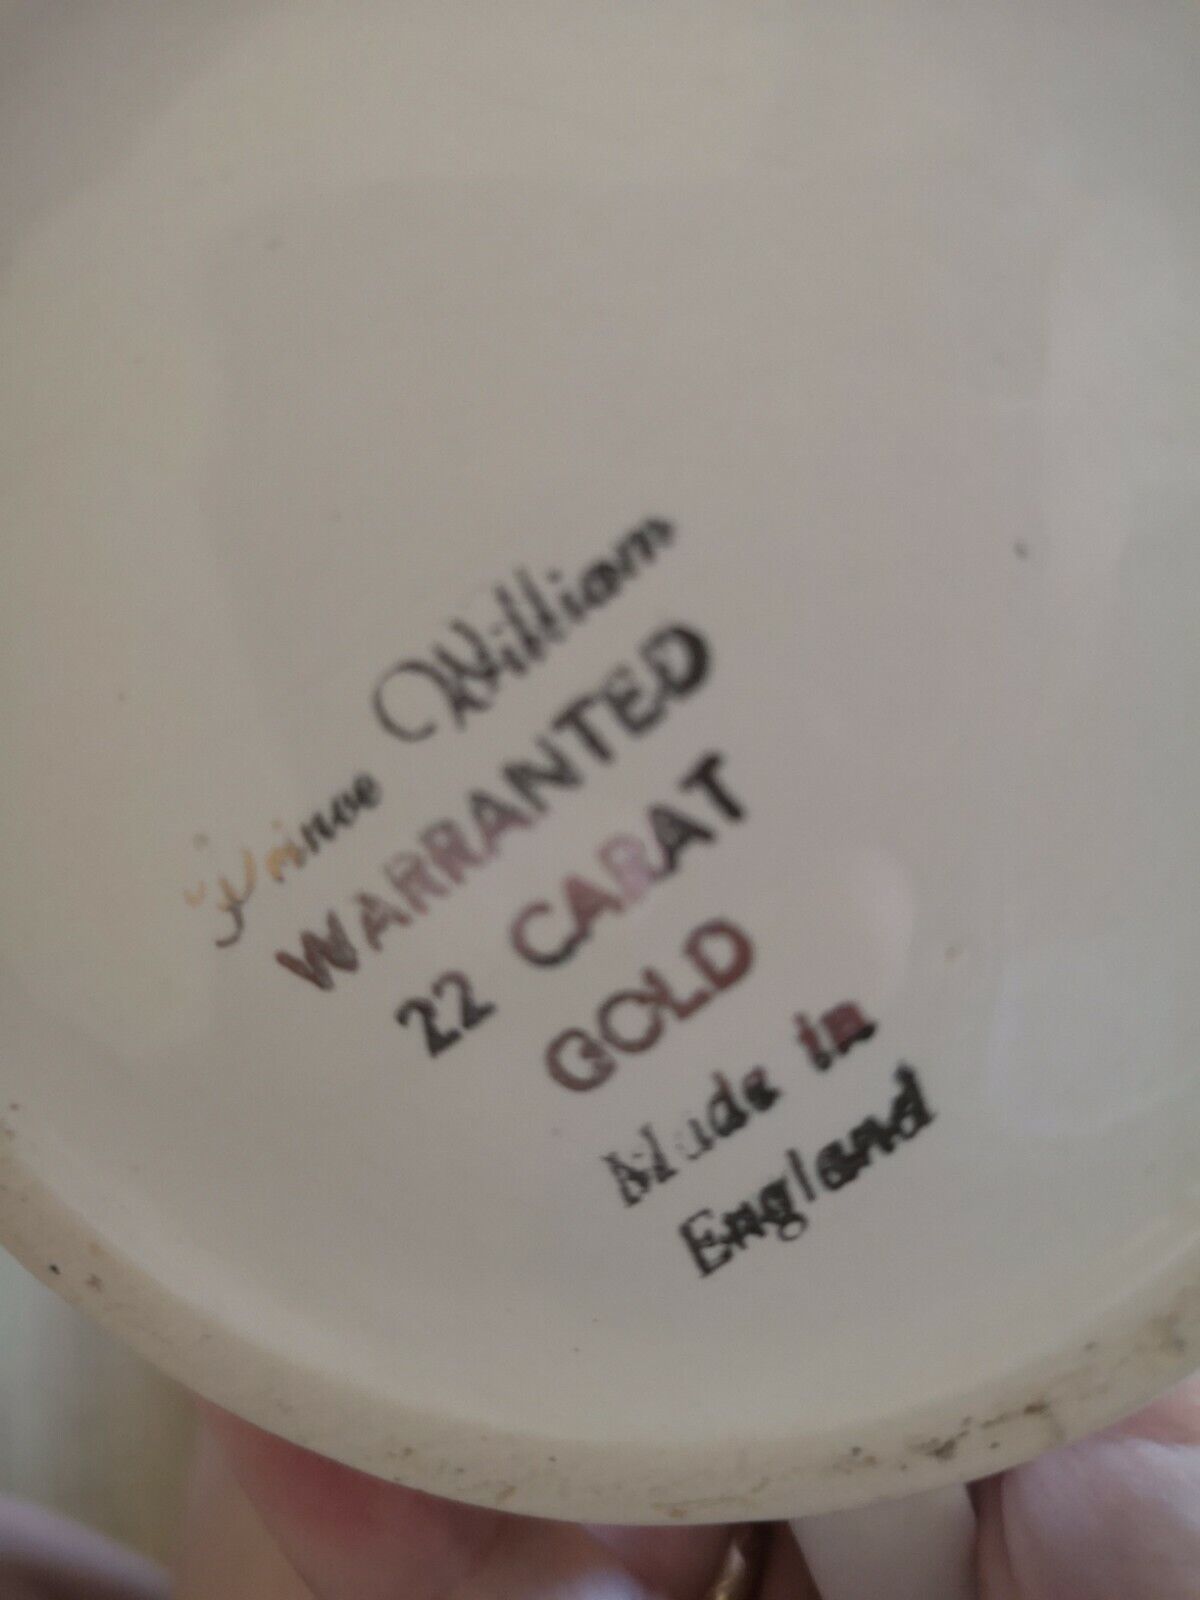 Prince William
WARRANTED
22 CARAT
GOLD
Made in
England